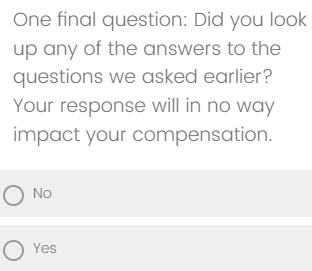 One final question: Did you look
up any of the answers to the
questions we asked earlier?
Your response will in no way
impact your compensation.
No
Yes